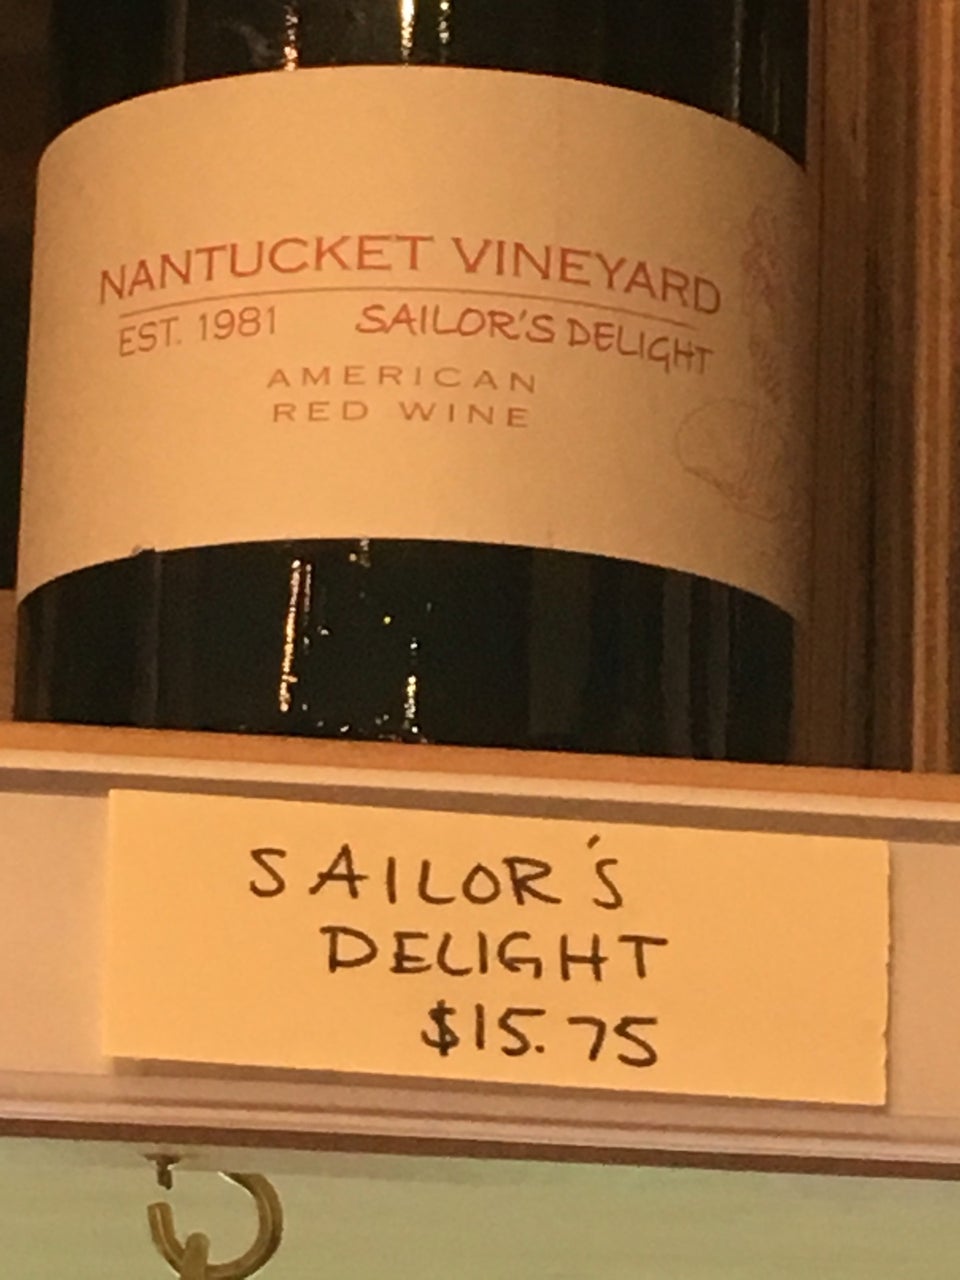 NANTUCKET VINEYARD
EST. 1981 SAILOR'S DELIGHT
AMERICAN
RED WINE
SAILOR'S
DELIGHT
$15.75